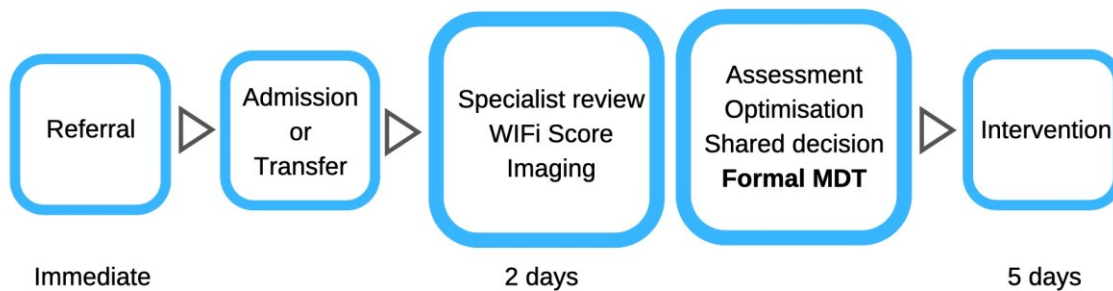 Referral
Admission
or
Transfer
Specialist review
WIFi Score
Imaging
Assessment
Optimisation
Shared decision
Formal MDT
Intervention
Immediate
2 days
5 days